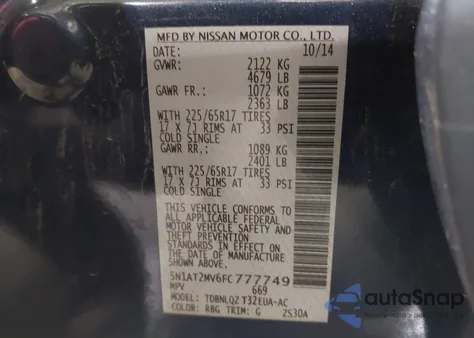 MFD BY NISSAN MOTOR CO., LTD.
DATE: 10/14
GVWR: 2122 KG
4679 LB
GAWR FR.: 1072 KG
2363 LB
WITH 225/65R17 TIRES
17 X 7J RIMS AT 33 PSI
COLD SINGLE
GAWR RR.: 1089 KG
2401 LB
WITH 225/65R17 TIRES
17 X 7J RIMS AT 33 PSI
COLD SINGLE
THIS VEHICLE CONFORMS TO
ALL APPLICABLE FEDERAL
MOTOR VEHICLE SAFETY AND
THEFT PREVENTION
STANDARDS IN EFFECT ON
THE DATE OF MANUFACTURE
SHOWN ABOVE.
5N1AT2MV6FC777749
MPV 669
MODEL: TDBNLQZ T32EUA-AC
COLOR: RBG TRIM: G 2S30A
autoSnap